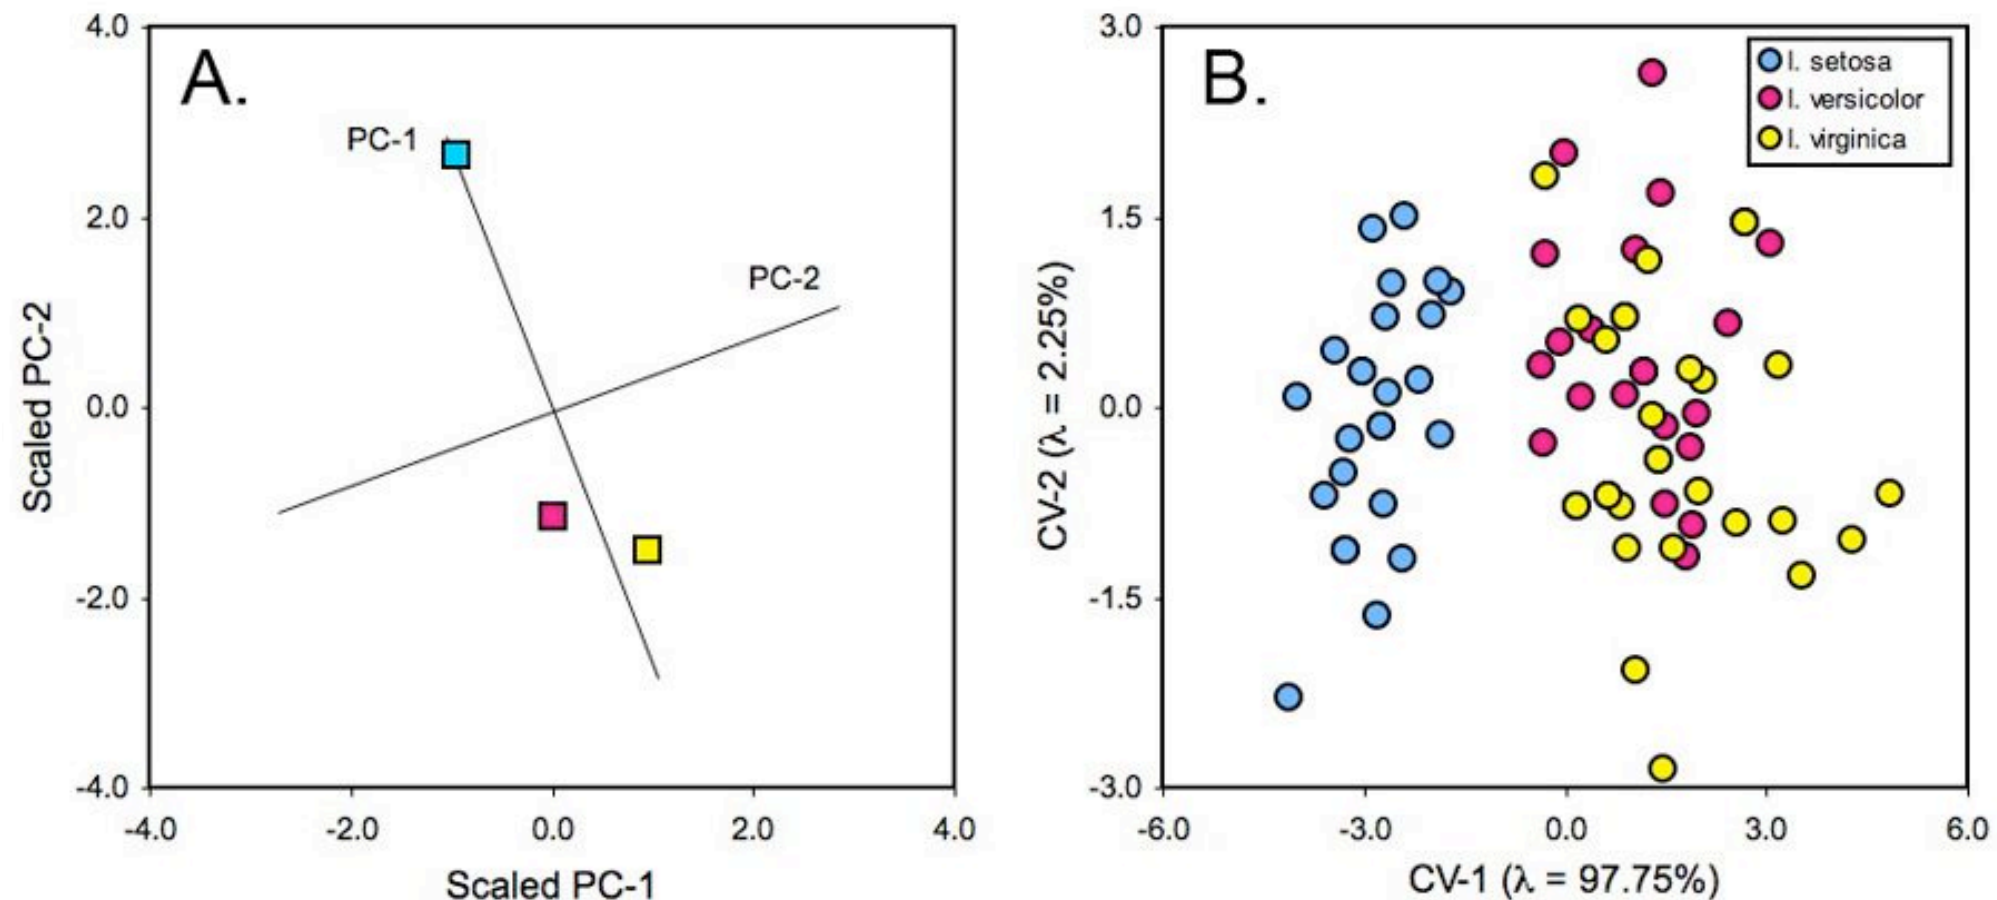 A.
4.0
2.0
0.0
-2.0
-4.0
Scaled PC-2
PC-1
PC-2
-4.0 -2.0 0.0 2.0 4.0
Scaled PC-1
B.
I. setosa
I. versicolor
I. virginica
3.0
1.5
0.0
-1.5
-3.0
CV-2 (λ = 2.25%)
-6.0 -3.0 0.0 3.0 6.0
CV-1 (λ = 97.75%)